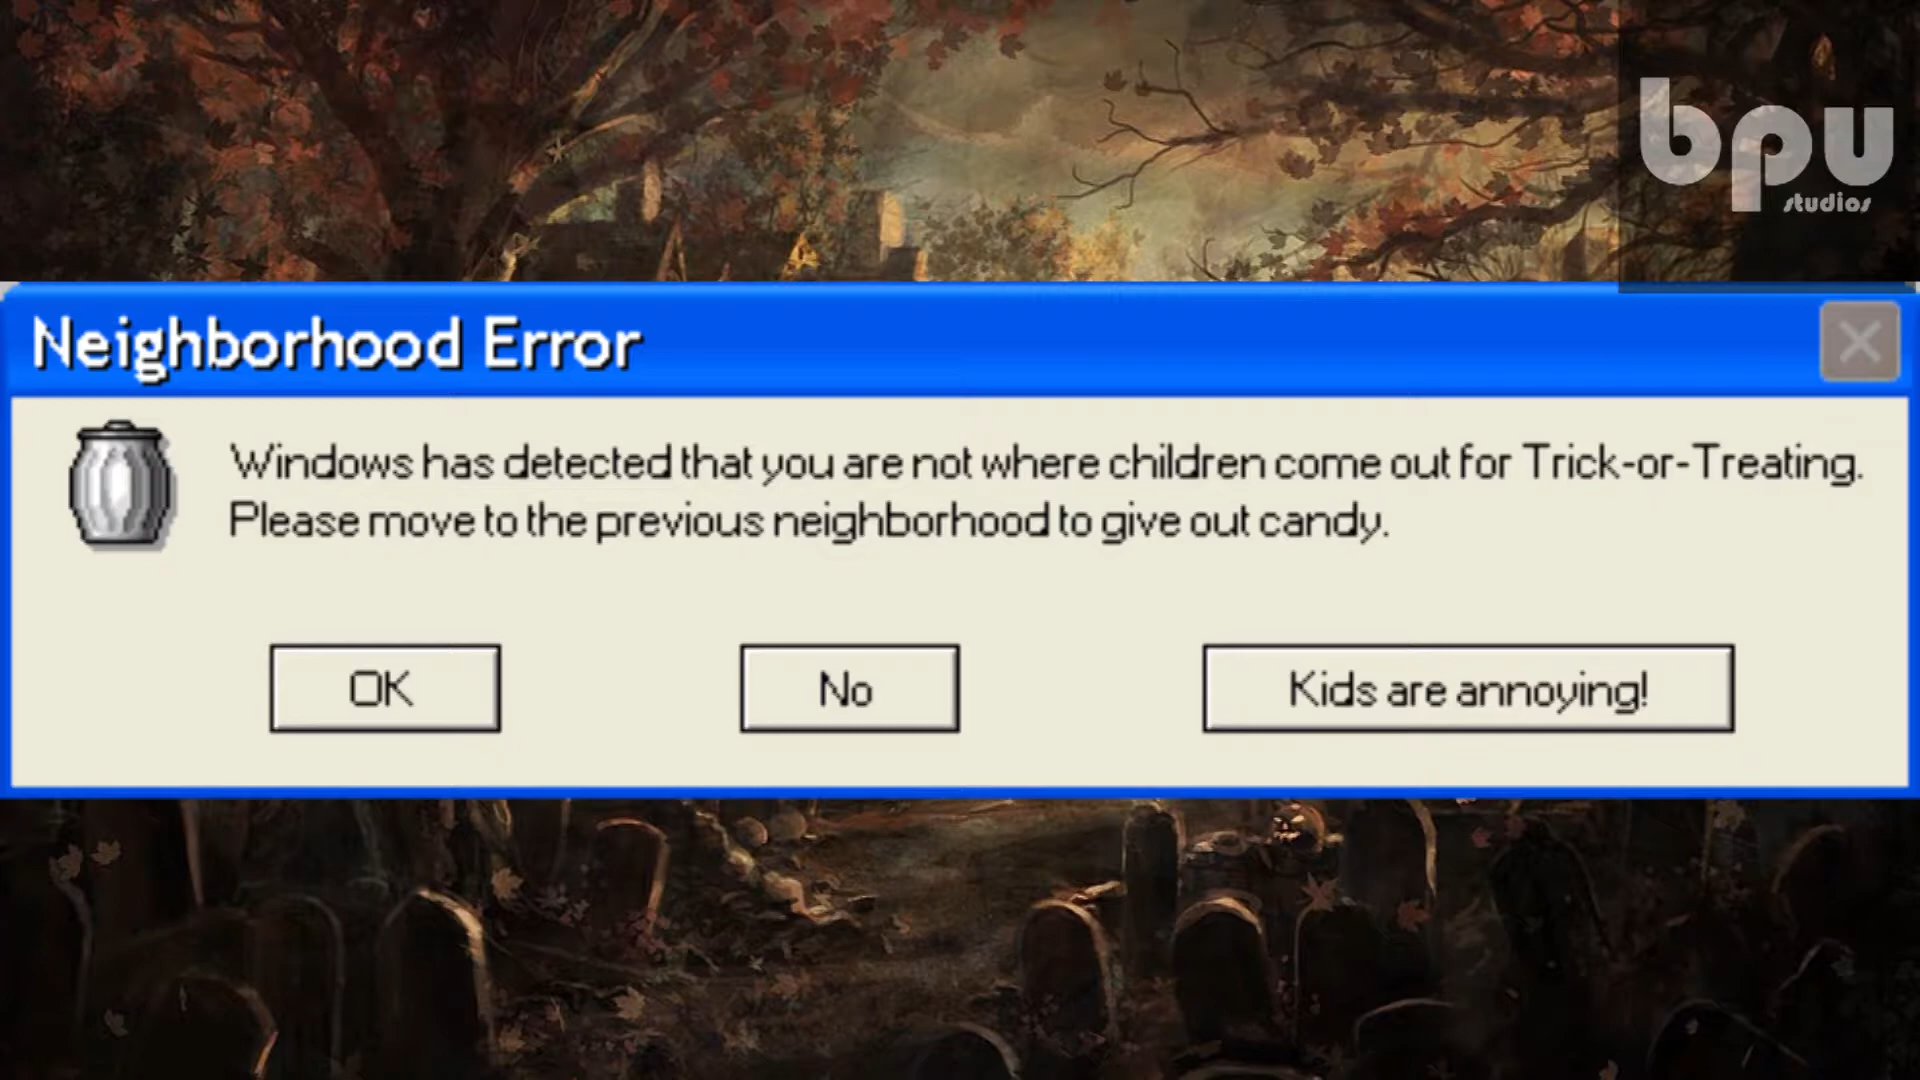 bpu
studios
Neighborhood Error
Windows has detected that you are not where children come out for Trick-or-Treating.
Please move to the previous neighborhood to give out candy.
OK
No
Kids are annoying!